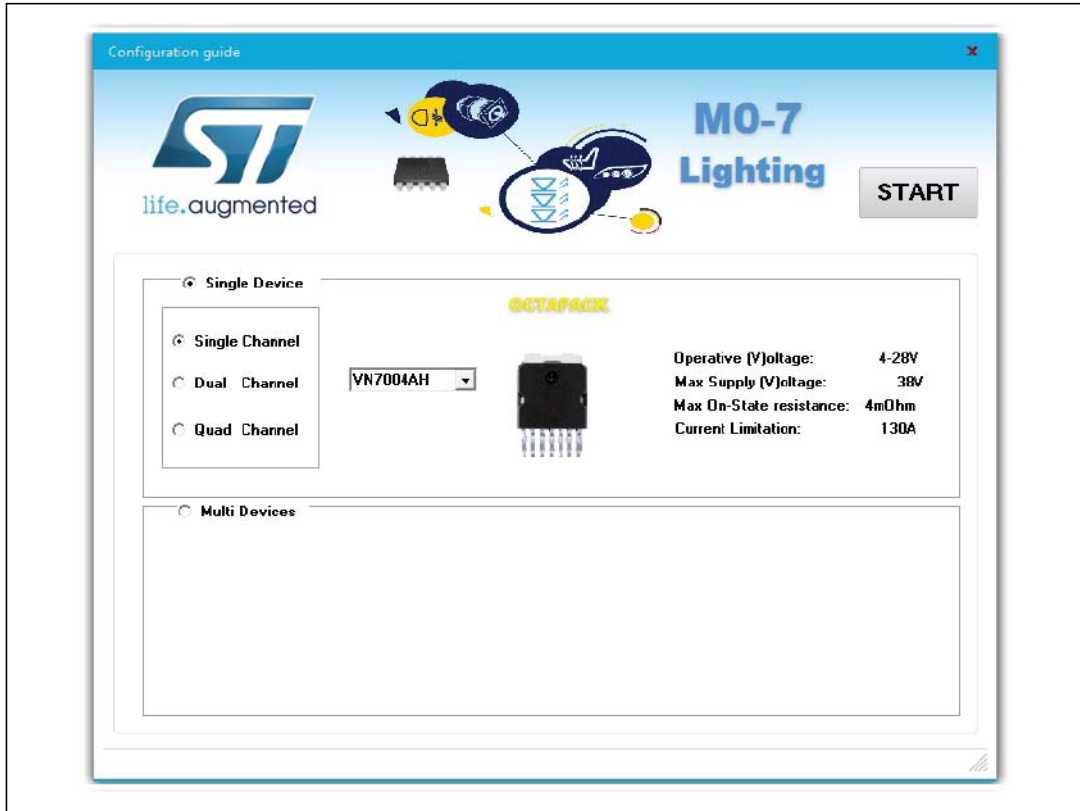 Configuration guide
x
ST
life.augmented
M0-7
Lighting
START
Single Device
Single Channel
Dual Channel
Quad Channel
VN7004AH
OCTAPACK
Operative (V)oltage: 4-28V
Max Supply (V)oltage: 38V
Max On-State resistance: 4mOhm
Current Limitation: 130A
Multi Devices